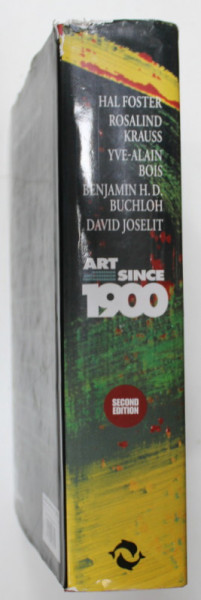 HAL FOSTER
ROSALIND
KRAUSS
YVE-ALAIN
BOIS
BENJAMIN H. D.
BUCHLOH
DAVID JOSELIT
ART
SINCE
1900
SECOND
EDITION